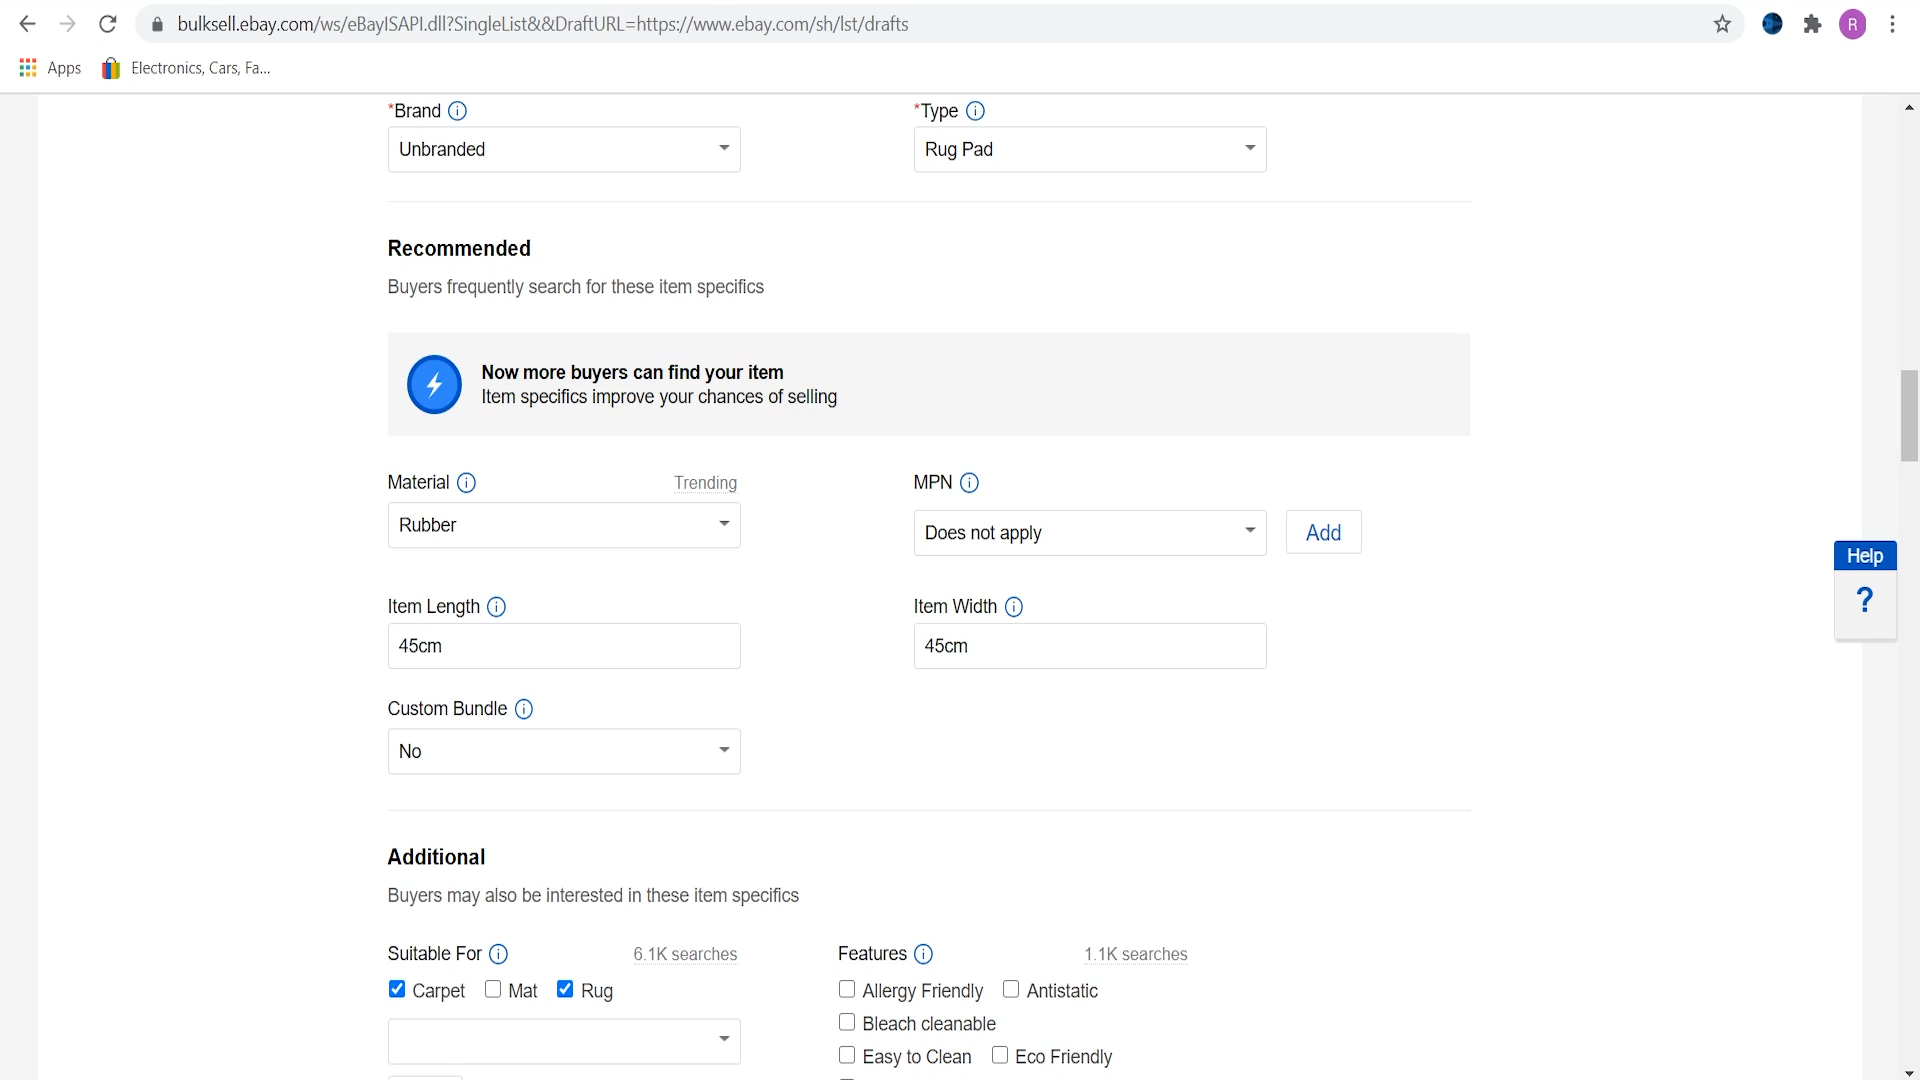 bulksell.ebay.com/ws/eBayISAPI.dll?SingleList&&DraftURL=https://www.ebay.com/sh/lst/drafts
R
Apps Electronics, Cars, Fa...
*Brand *Type
Unbranded Rug Pad
Recommended
Buyers frequently search for these item specifics
Now more buyers can find your item
Item specifics improve your chances of selling
Material Trending MPN
Rubber Does not apply Add
Help
?
Item Length Item Width
45cm 45cm
Custom Bundle
No
Additional
Buyers may also be interested in these item specifics
Suitable For 6.1K searches Features 1.1K searches
Carpet Mat Rug Allergy Friendly Antistatic
Bleach cleanable
Easy to Clean Eco Friendly